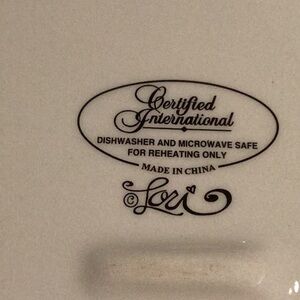 Certified
International
DISHWASHER AND MICROWAVE SAFE
FOR REHEATING ONLY
MADE IN CHINA
© Lori